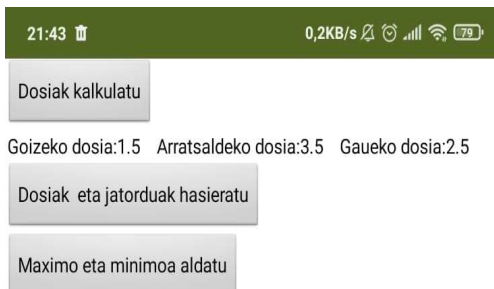 21:43 0,2KB/s 79
Dosiak kalkulatu
Goizeko dosia:1.5 Arratsaldeko dosia:3.5 Gaueko dosia:2.5
Dosiak eta jatorduak hasieratu
Maximo eta minimoa aldatu